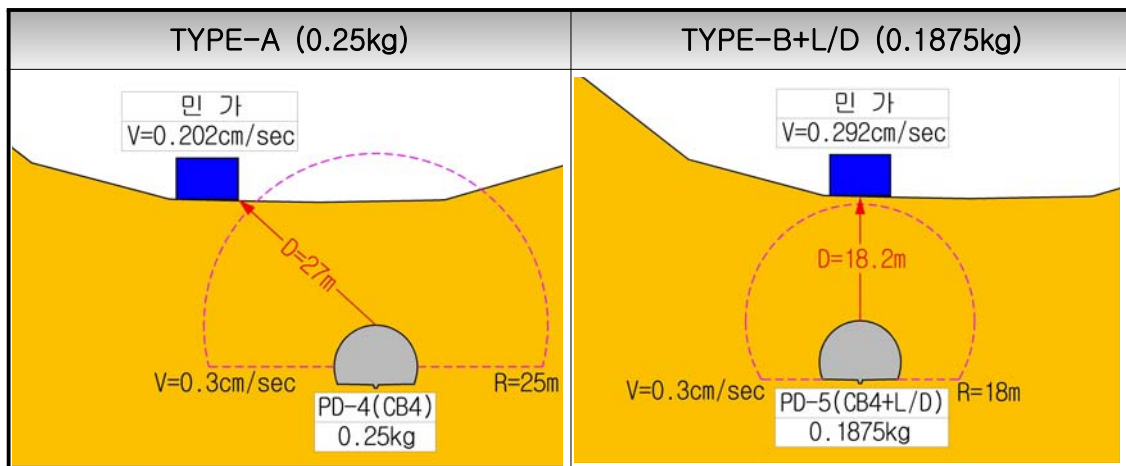 TYPE-A (0.25kg)
민 가
V=0.202cm/sec
D=27m
V=0.3cm/sec
R=25m
PD-4(CB4)
0.25kg
TYPE-B+L/D (0.1875kg)
민 가
V=0.292cm/sec
D=18.2m
V=0.3cm/sec
R=18m
PD-5(CB4+L/D)
0.1875kg